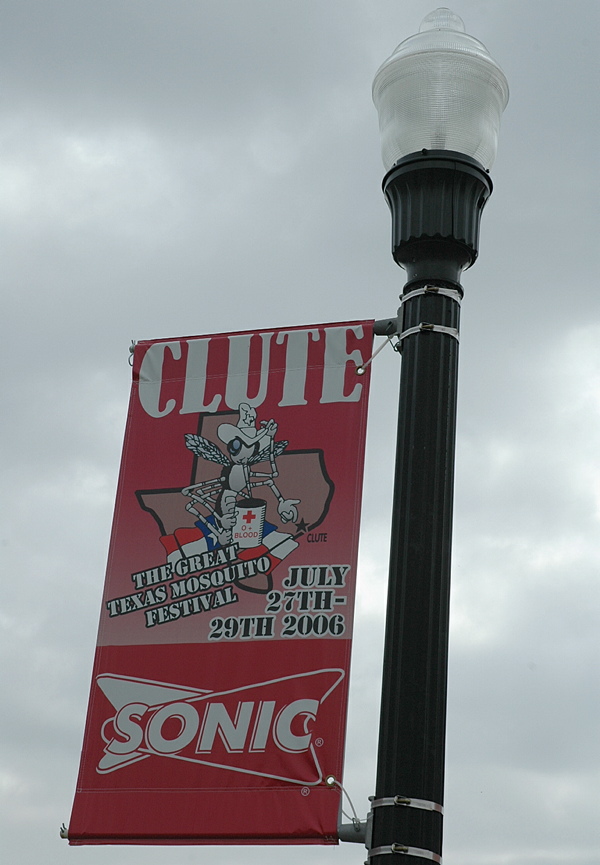 CLUTE
O+
BLOOD
CLUTE
THE GREAT
TEXAS MOSQUITO
FESTIVAL
JULY
27TH-
29TH 2006
SONIC®
®